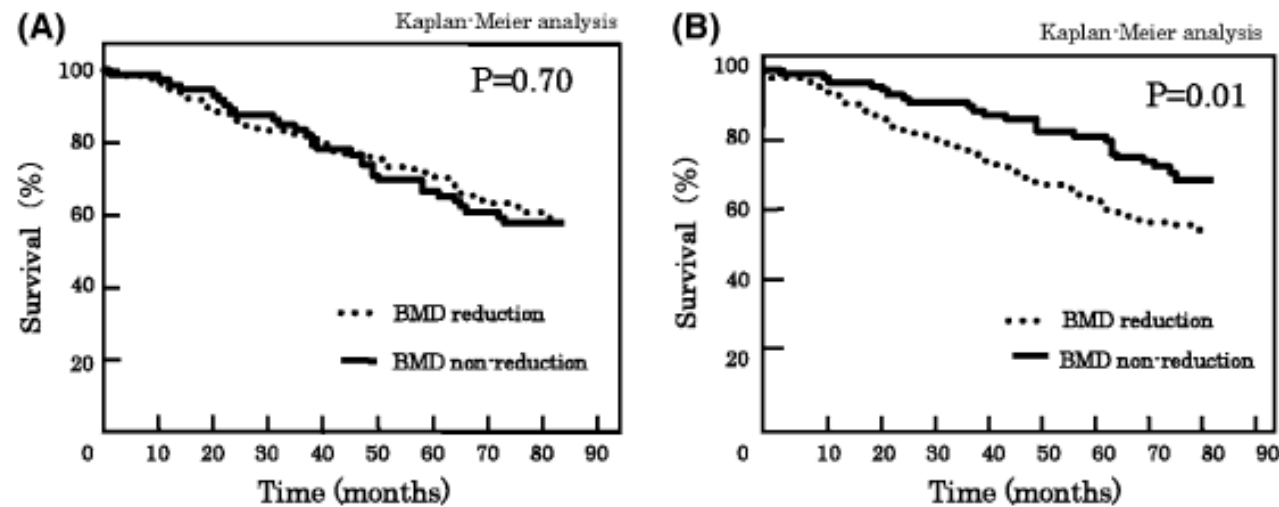 (A)
Kaplan-Meier analysis
P=0.70
100
80
60
40
20
Survival (%)
BMD reduction
BMD non-reduction
0 10 20 30 40 50 60 70 80 90
Time (months)
(B)
Kaplan-Meier analysis
P=0.01
100
80
60
40
20
Survival (%)
BMD reduction
BMD non-reduction
0 10 20 30 40 50 60 70 80 90
Time (months)